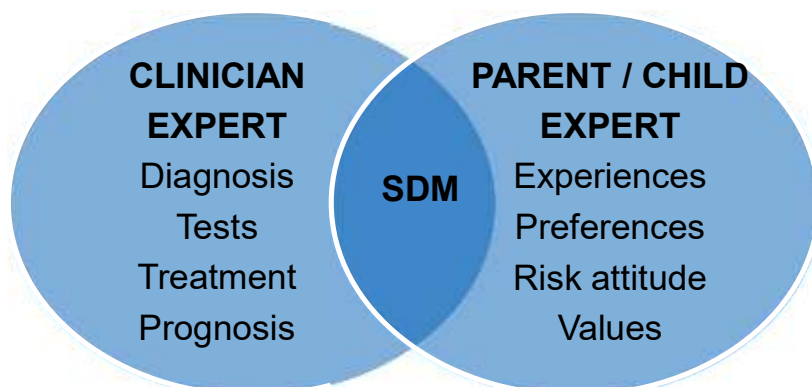 CLINICIAN
EXPERT
Diagnosis
Tests
Treatment
Prognosis
SDM
PARENT / CHILD
EXPERT
Experiences
Preferences
Risk attitude
Values